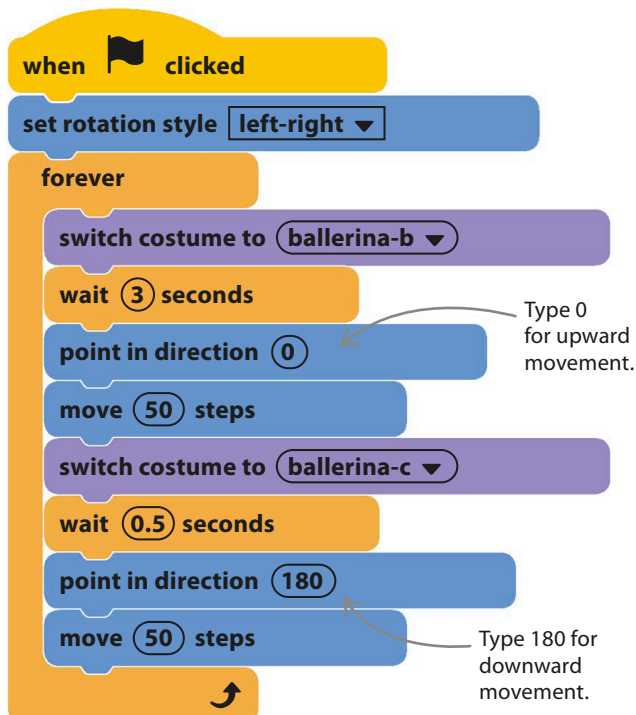 when clicked
set rotation style left-right
forever
switch costume to ballerina-b
wait 3 seconds
point in direction 0
Type 0
for upward
movement.
move 50 steps
switch costume to ballerina-c
wait 0.5 seconds
point in direction 180
move 50 steps
Type 180 for
downward
movement.